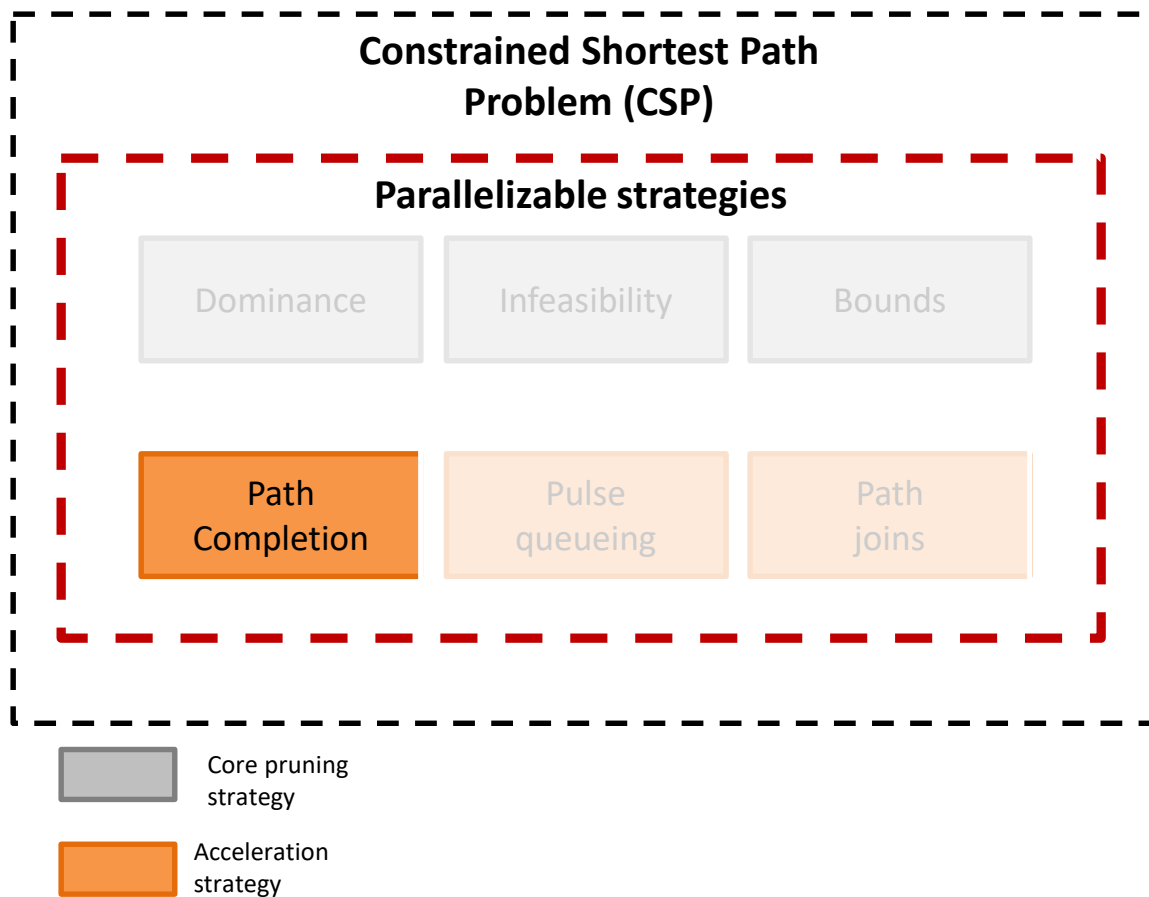 Constrained Shortest Path
Problem (CSP)
Parallelizable strategies
Dominance
Infeasibility
Bounds
Path
Completion
Pulse
queueing
Path
joins
Core pruning
strategy
Acceleration
strategy